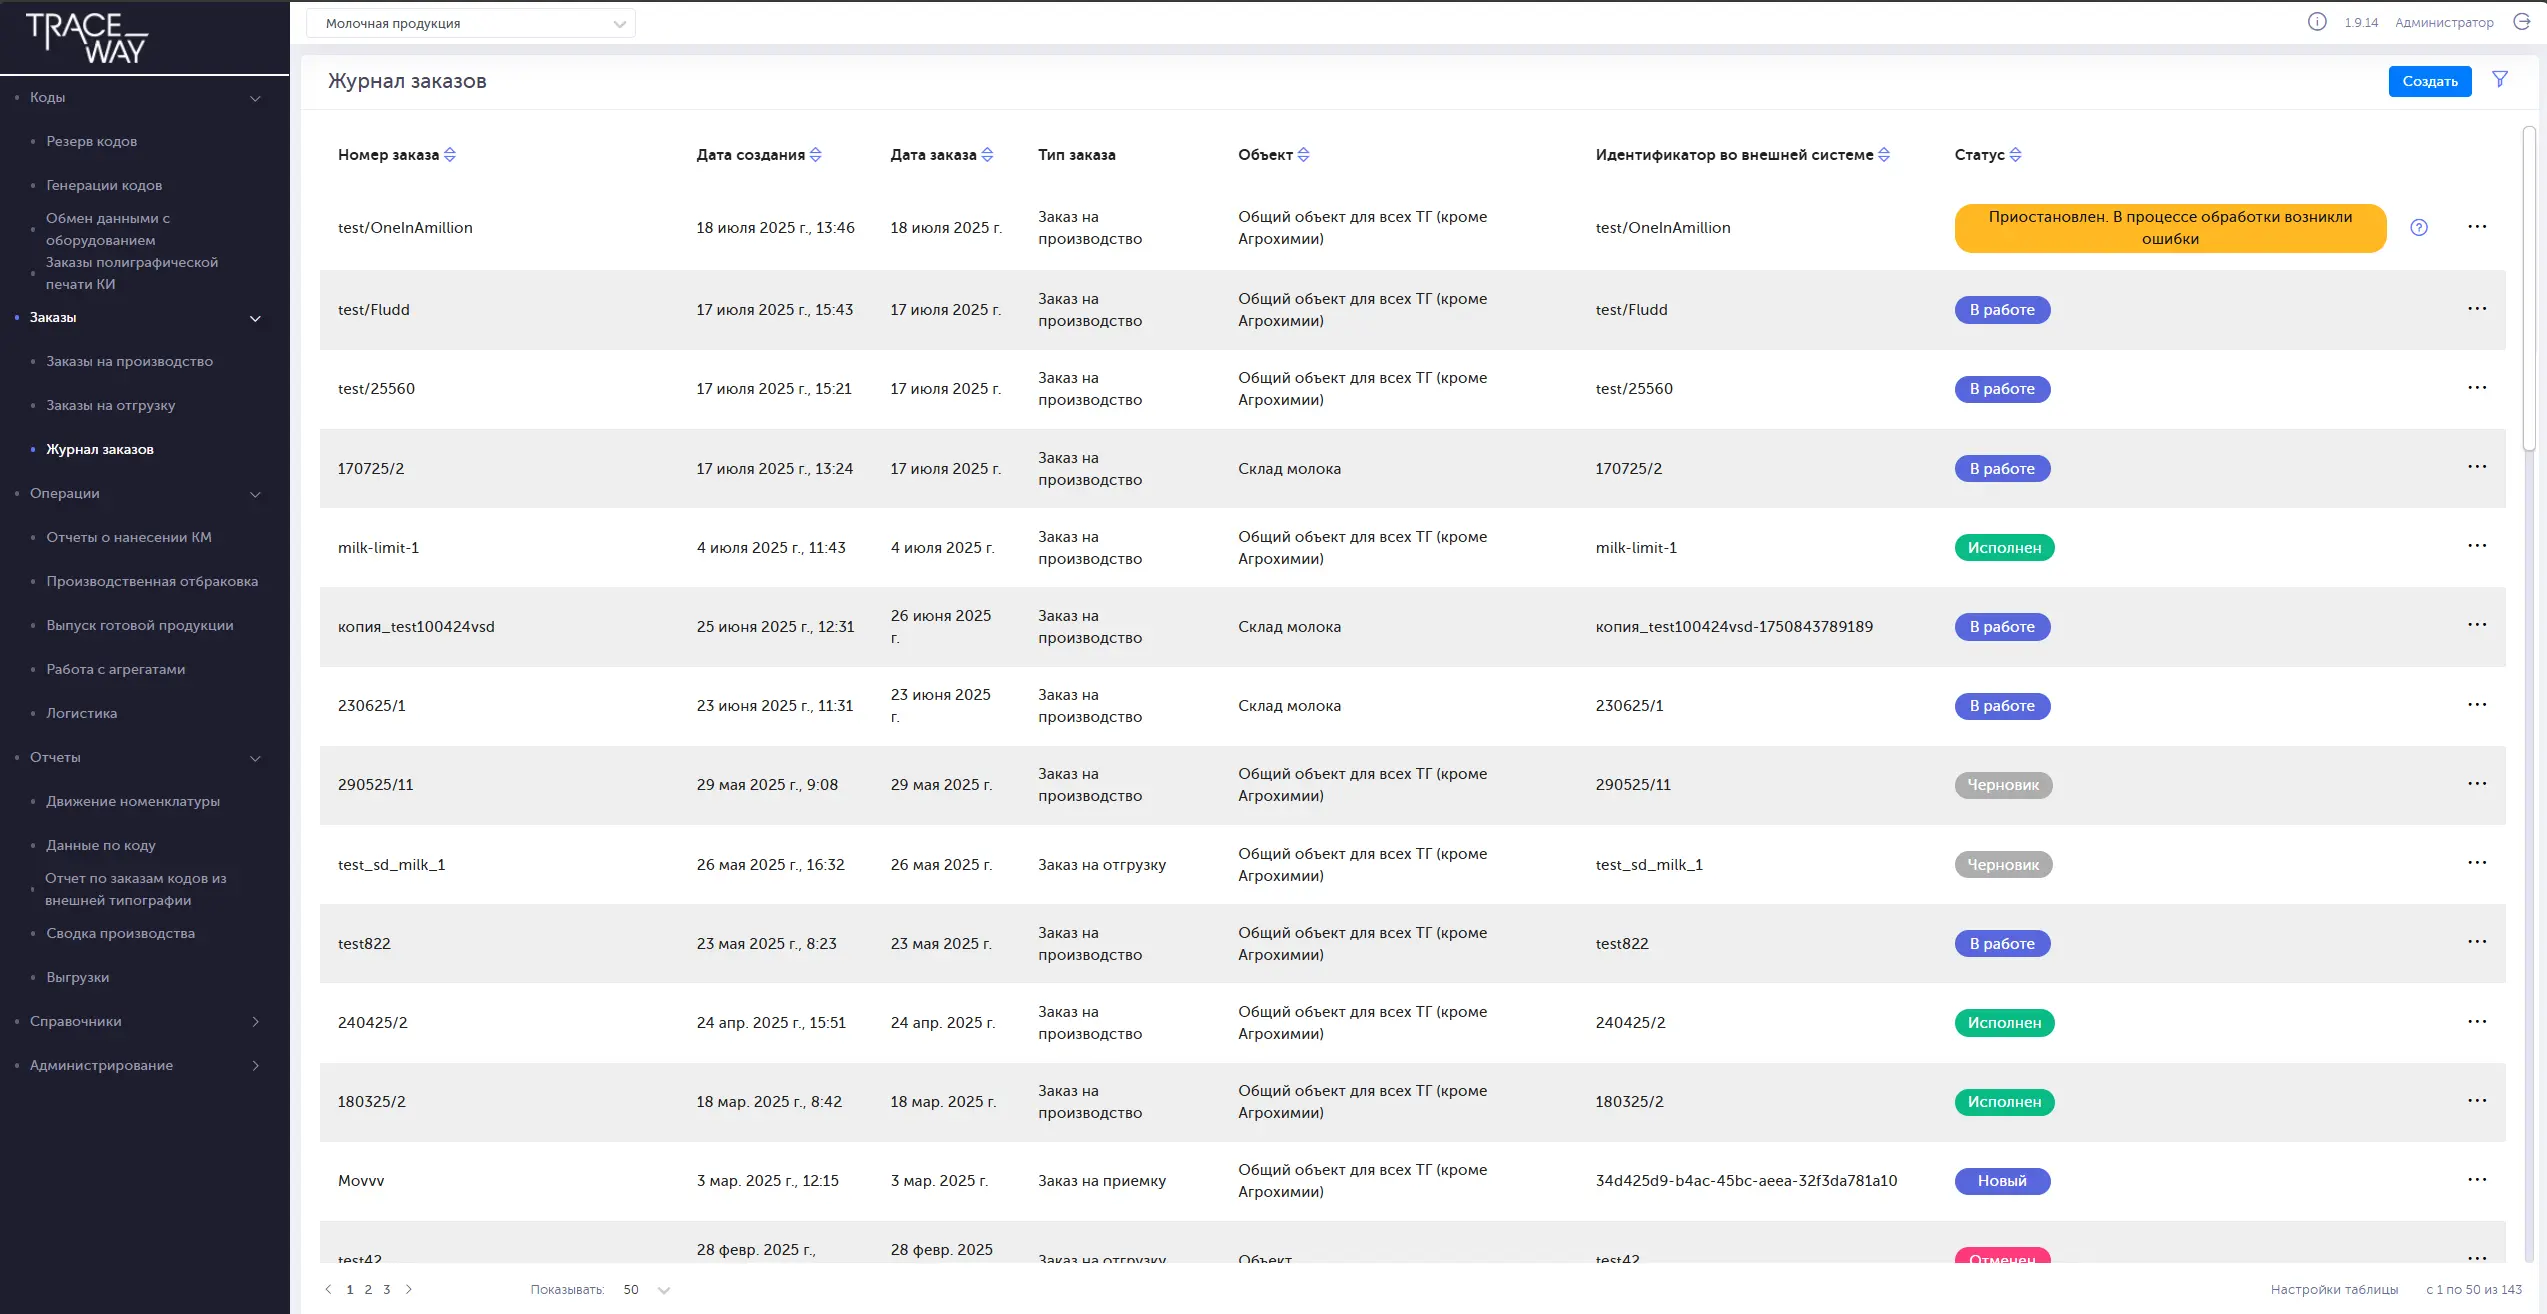 TRACE_WAY
Молочная продукция
1.9.14 Администратор
Коды
Резерв кодов
Генерации кодов
Обмен данными с
оборудованием
Заказы полиграфической
печати КИ
Заказы
Заказы на производство
Заказы на отгрузку
Журнал заказов
Операции
Отчеты о нанесении КМ
Производственная отбраковка
Выпуск готовой продукции
Работа с агрегатами
Логистика
Отчеты
Движение номенклатуры
Данные по коду
Отчет по заказам кодов из
внешней типографии
Сводка производства
Выгрузки
Справочники
Администрирование
Журнал заказов
Создать
Номер заказа Дата создания Дата заказа Тип заказа Объект Идентификатор во внешней системе Статус
test/OneInAmillion 18 июля 2025 г., 13:46 18 июля 2025 г. Заказ на производство Общий объект для всех ТГ (кроме Агрохимии) test/OneInAmillion Приостановлен. В процессе обработки возникли ошибки
test/Fludd 17 июля 2025 г., 15:43 17 июля 2025 г. Заказ на производство Общий объект для всех ТГ (кроме Агрохимии) test/Fludd В работе
test/25560 17 июля 2025 г., 15:21 17 июля 2025 г. Заказ на производство Общий объект для всех ТГ (кроме Агрохимии) test/25560 В работе
170725/2 17 июля 2025 г., 13:24 17 июля 2025 г. Заказ на производство Склад молока 170725/2 В работе
milk-limit-1 4 июля 2025 г., 11:43 4 июля 2025 г. Заказ на производство Общий объект для всех ТГ (кроме Агрохимии) milk-limit-1 Исполнен
копия_test100424vsd 25 июня 2025 г., 12:31 26 июня 2025 г. Заказ на производство Склад молока копия_test100424vsd-1750843789189 В работе
230625/1 23 июня 2025 г., 11:31 23 июня 2025 г. Заказ на производство Склад молока 230625/1 В работе
290525/11 29 мая 2025 г., 9:08 29 мая 2025 г. Заказ на производство Общий объект для всех ТГ (кроме Агрохимии) 290525/11 Черновик
test_sd_milk_1 26 мая 2025 г., 16:32 26 мая 2025 г. Заказ на отгрузку Общий объект для всех ТГ (кроме Агрохимии) test_sd_milk_1 Черновик
test822 23 мая 2025 г., 8:23 23 мая 2025 г. Заказ на производство Общий объект для всех ТГ (кроме Агрохимии) test822 В работе
240425/2 24 апр. 2025 г., 15:51 24 апр. 2025 г. Заказ на производство Общий объект для всех ТГ (кроме Агрохимии) 240425/2 Исполнен
180325/2 18 мар. 2025 г., 8:42 18 мар. 2025 г. Заказ на производство Общий объект для всех ТГ (кроме Агрохимии) 180325/2 Исполнен
Movvv 3 мар. 2025 г., 12:15 3 мар. 2025 г. Заказ на приемку Общий объект для всех ТГ (кроме Агрохимии) 34d425d9-b4ac-45bc-aeea-32f3da781a10 Новый
test42 28 февр. 2025 г., 28 февр. 2025 Заказ на отгрузку Объект test42 Отменен
1 2 3 Показывать: 50 Настройки таблицы с 1 по 50 из 143